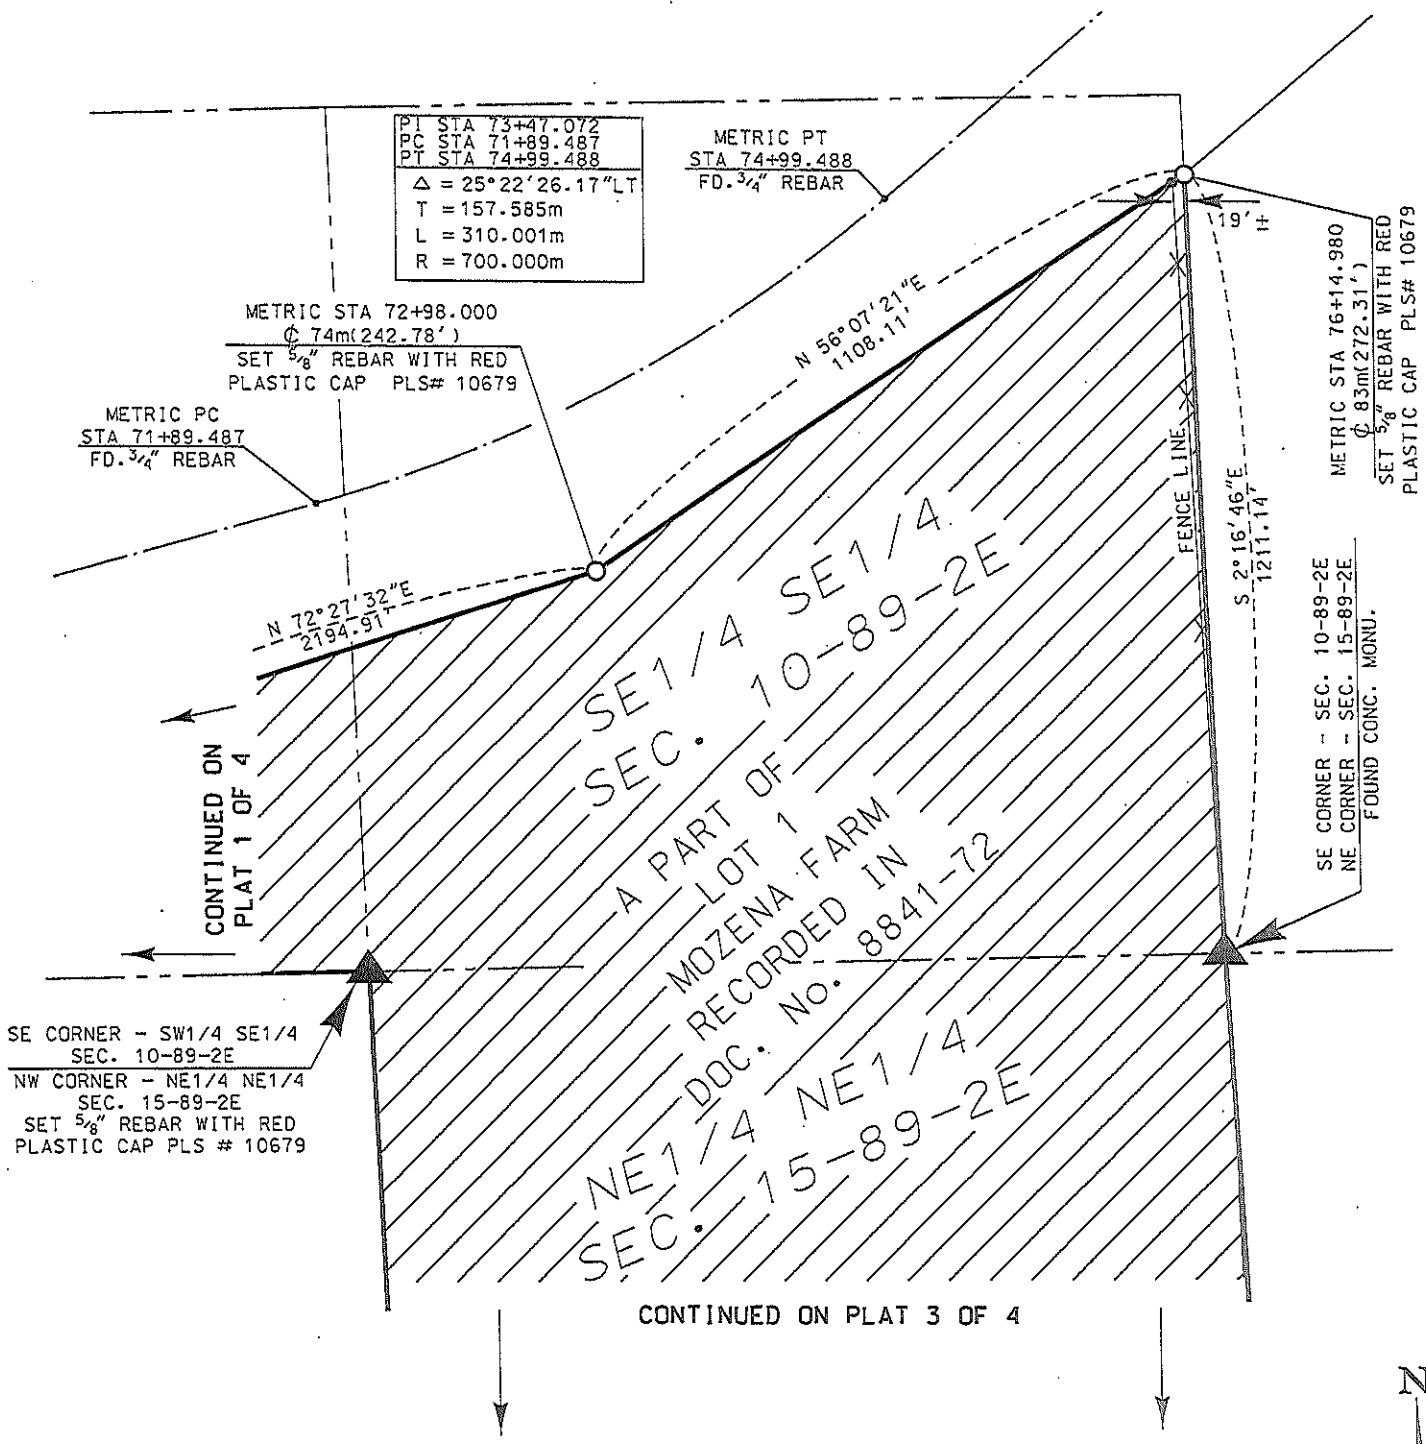 PI STA 73+47.072
PC STA 71+89.487
PT STA 74+99.488
Δ = 25°22'26.17"LT
T = 157.585m
L = 310.001m
R = 700.000m
METRIC PT
STA 74+99.488
FD. 3/4" REBAR
19' ±
METRIC STA 76+14.980
℄ 83m(272.31')
SET 5/8" REBAR WITH RED
PLASTIC CAP PLS# 10679
METRIC STA 72+98.000
℄ 74m(242.78')
SET 5/8" REBAR WITH RED
PLASTIC CAP PLS# 10679
N 56°07'21"E
1108.11'
METRIC PC
STA 71+89.487
FD. 3/4" REBAR
FENCE LINE
S 2°16'46"E
1211.14'
N 72°27'32"E
2194.91'
SE1/4 SE1/4
SEC. 10-89-2E
CONTINUED ON
PLAT 1 OF 4
A PART OF
LOT 1
MOZENA FARM
RECORDED IN
DOC. No. 8841-72
SE CORNER - SEC. 10-89-2E
NE CORNER - SEC. 15-89-2E
FOUND CONC. MONU.
SE CORNER - SW1/4 SE1/4
SEC. 10-89-2E
NW CORNER - NE1/4 NE1/4
SEC. 15-89-2E
SET 5/8" REBAR WITH RED
PLASTIC CAP PLS # 10679
NE1/4 NE1/4
SEC. 15-89-2E
CONTINUED ON PLAT 3 OF 4
N